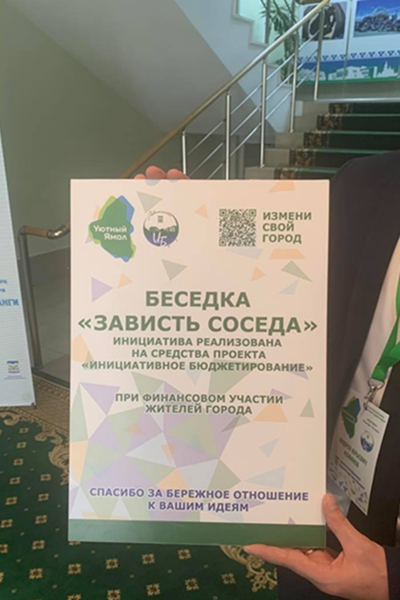 Уютный
Ямал
ИБ
ИЗМЕНИ
СВОЙ
ГОРОД
БЕСЕДКА
«ЗАВИСТЬ СОСЕДА»
ИНИЦИАТИВА РЕАЛИЗОВАНА
НА СРЕДСТВА ПРОЕКТА
«ИНИЦИАТИВНОЕ БЮДЖЕТИРОВАНИЕ»
ПРИ ФИНАНСОВОМ УЧАСТИИ
ЖИТЕЛЕЙ ГОРОДА
СПАСИБО ЗА БЕРЕЖНОЕ ОТНОШЕНИЕ
К ВАШИМ ИДЕЯМ